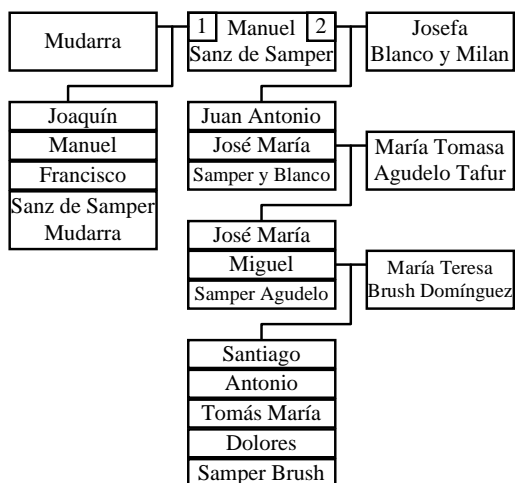 Mudarra
1 Manuel 2
Sanz de Samper
Josefa
Blanco y Milan
Joaquín
Manuel
Francisco
Sanz de Samper
Mudarra
Juan Antonio
José María
Samper y Blanco
María Tomasa
Agudelo Tafur
José María
Miguel
Samper Agudelo
María Teresa
Brush Domínguez
Santiago
Antonio
Tomás María
Dolores
Samper Brush